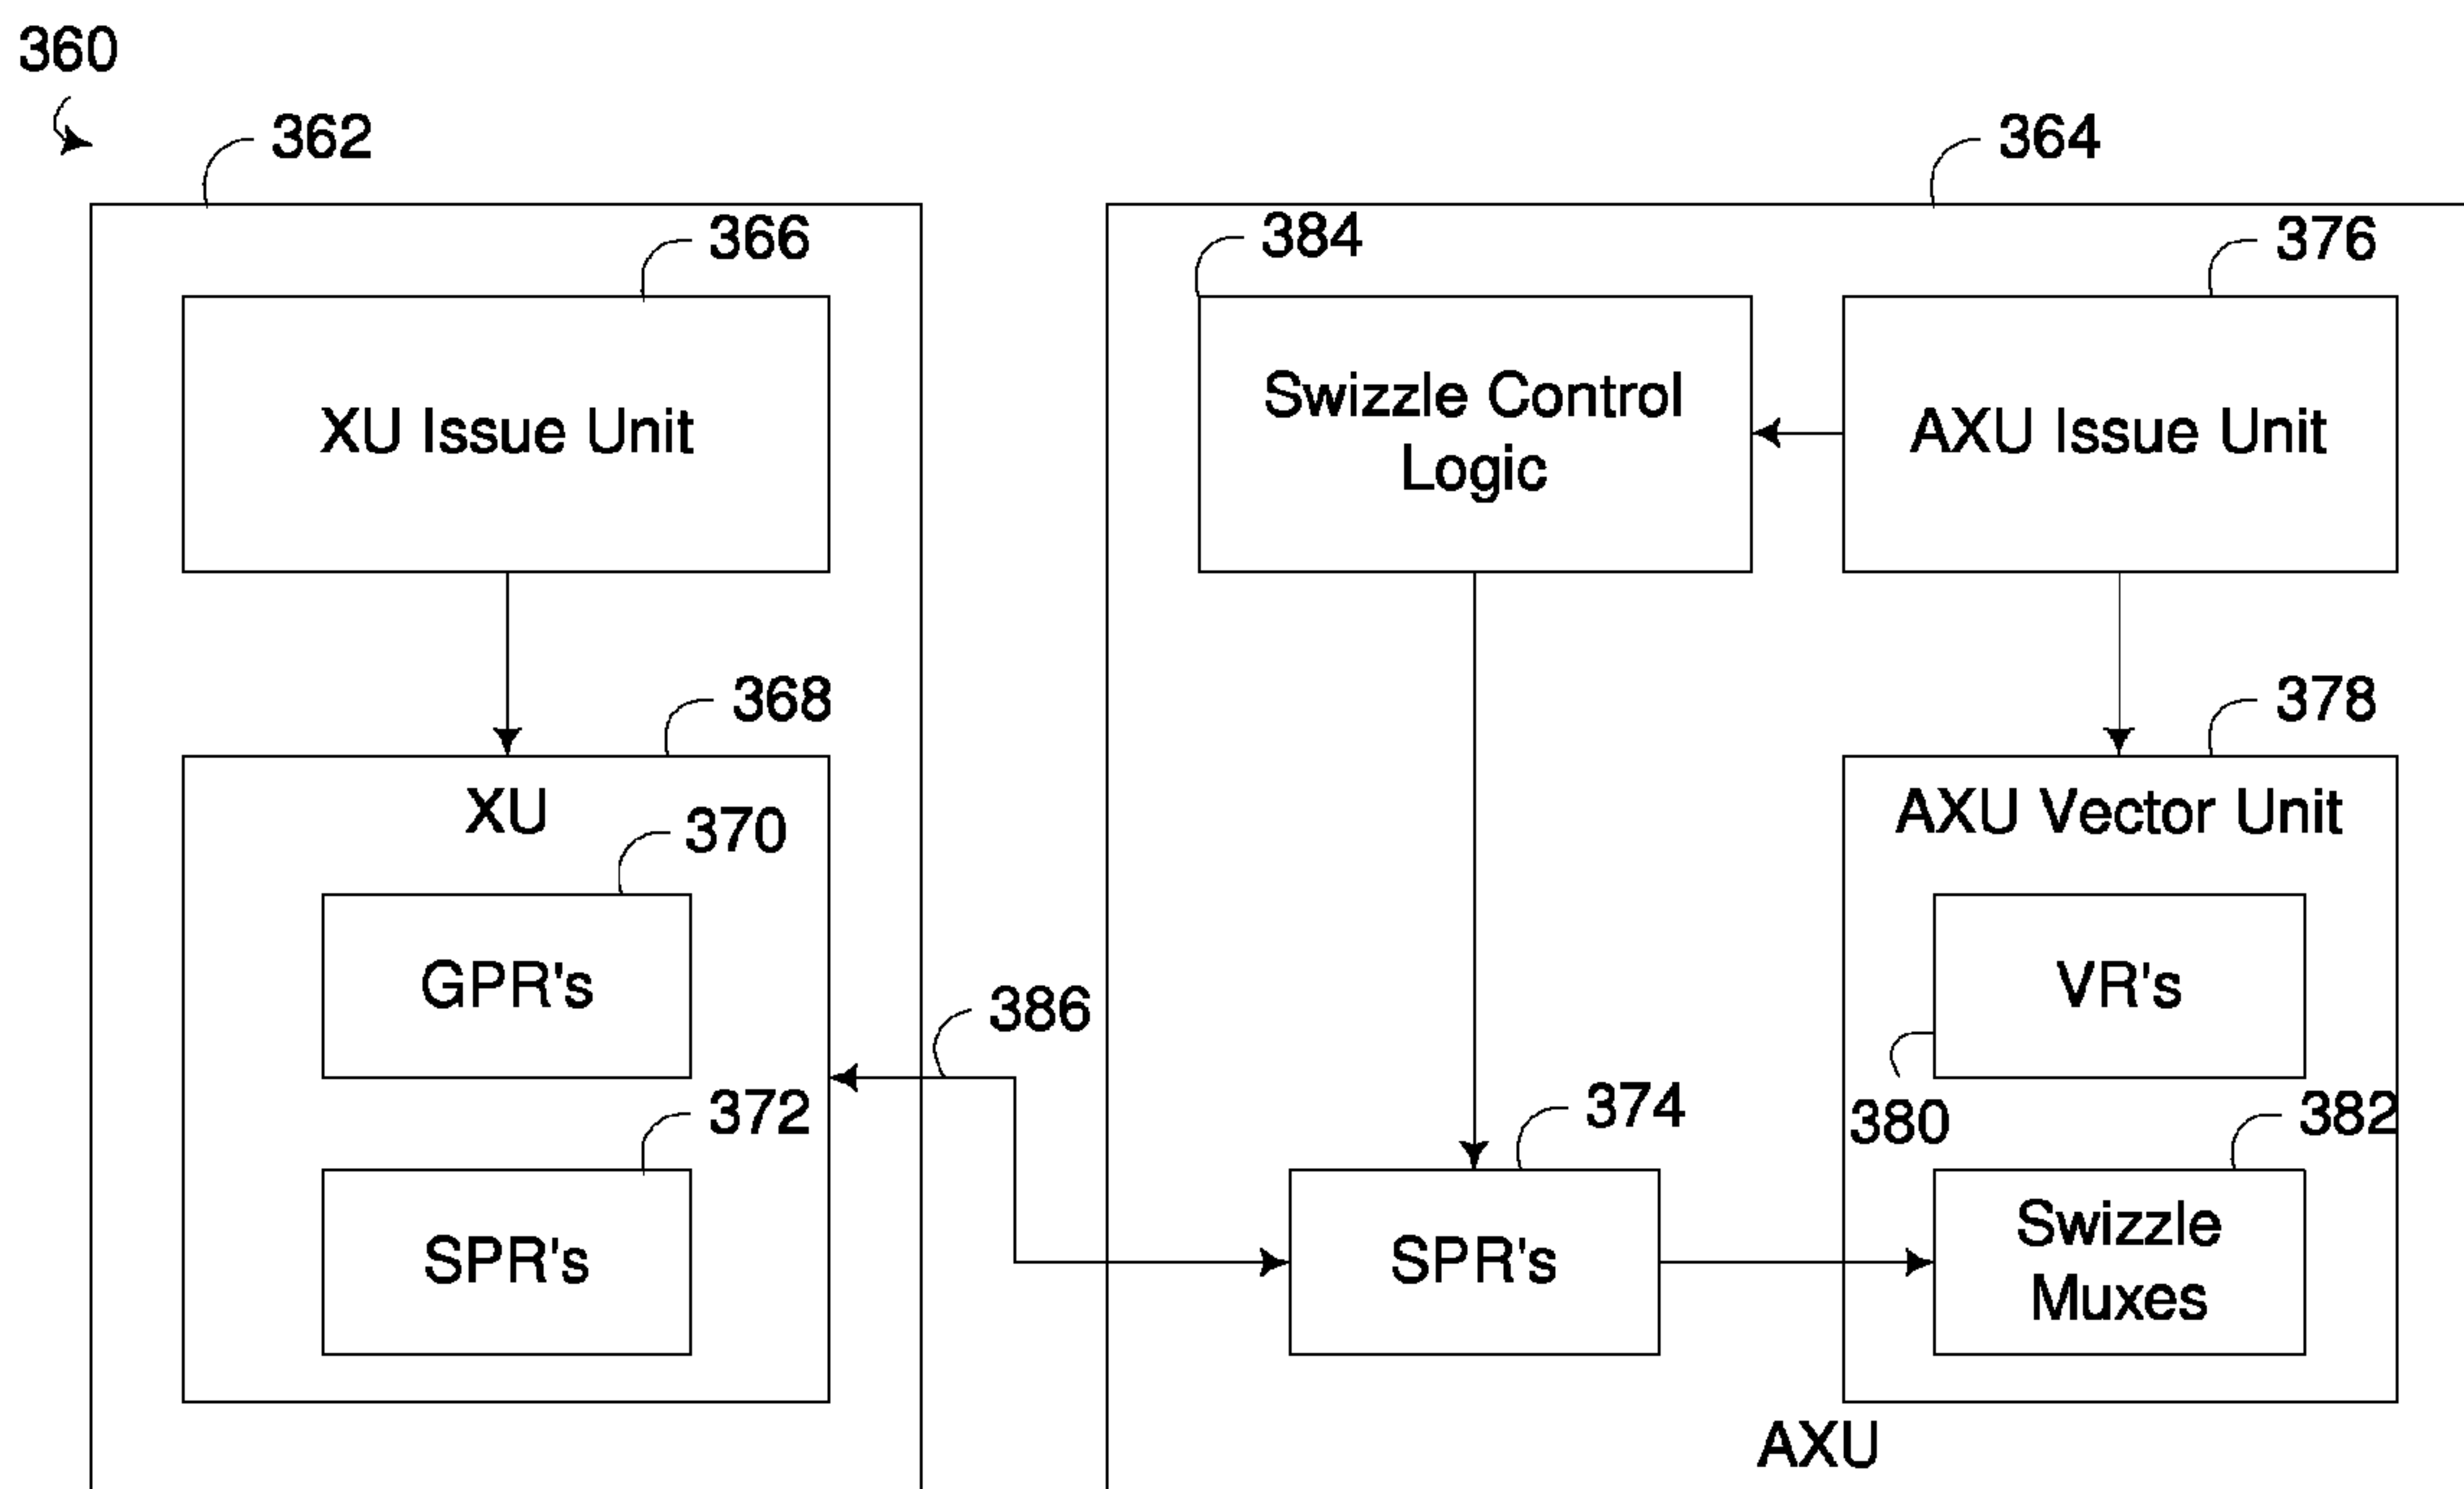 360
362
364
366
384
376
XU Issue Unit
Swizzle Control
Logic
AXU Issue Unit
368
378
XU
AXU Vector Unit
370
GPR's
VR's
386
372
374
380
382
SPR's
SPR's
Swizzle
Muxes
AXU